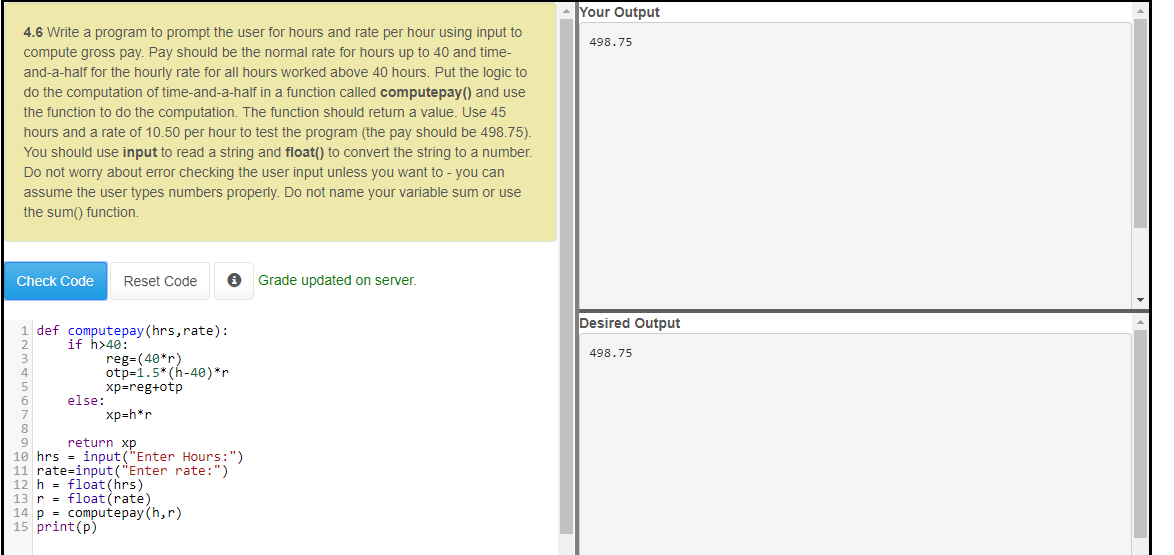 4.6 Write a program to prompt the user for hours and rate per hour using input to
compute gross pay. Pay should be the normal rate for hours up to 40 and time-
and-a-half for the hourly rate for all hours worked above 40 hours. Put the logic to
do the computation of time-and-a-half in a function called computepay() and use
the function to do the computation. The function should return a value. Use 45
hours and a rate of 10.50 per hour to test the program (the pay should be 498.75).
You should use input to read a string and float() to convert the string to a number.
Do not worry about error checking the user input unless you want to - you can
assume the user types numbers properly. Do not name your variable sum or use
the sum() function.
Check Code Reset Code Grade updated on server.
1 def computepay(hrs,rate):
2 if h>40:
3 reg=(40*r)
4 otp=1.5*(h-40)*r
5 xp=reg+otp
6 else:
7 xp=h*r
8
9 return xp
10 hrs = input("Enter Hours:")
11 rate=input("Enter rate:")
12 h = float(hrs)
13 r = float(rate)
14 p = computepay(h,r)
15 print(p)
Your Output
498.75
Desired Output
498.75